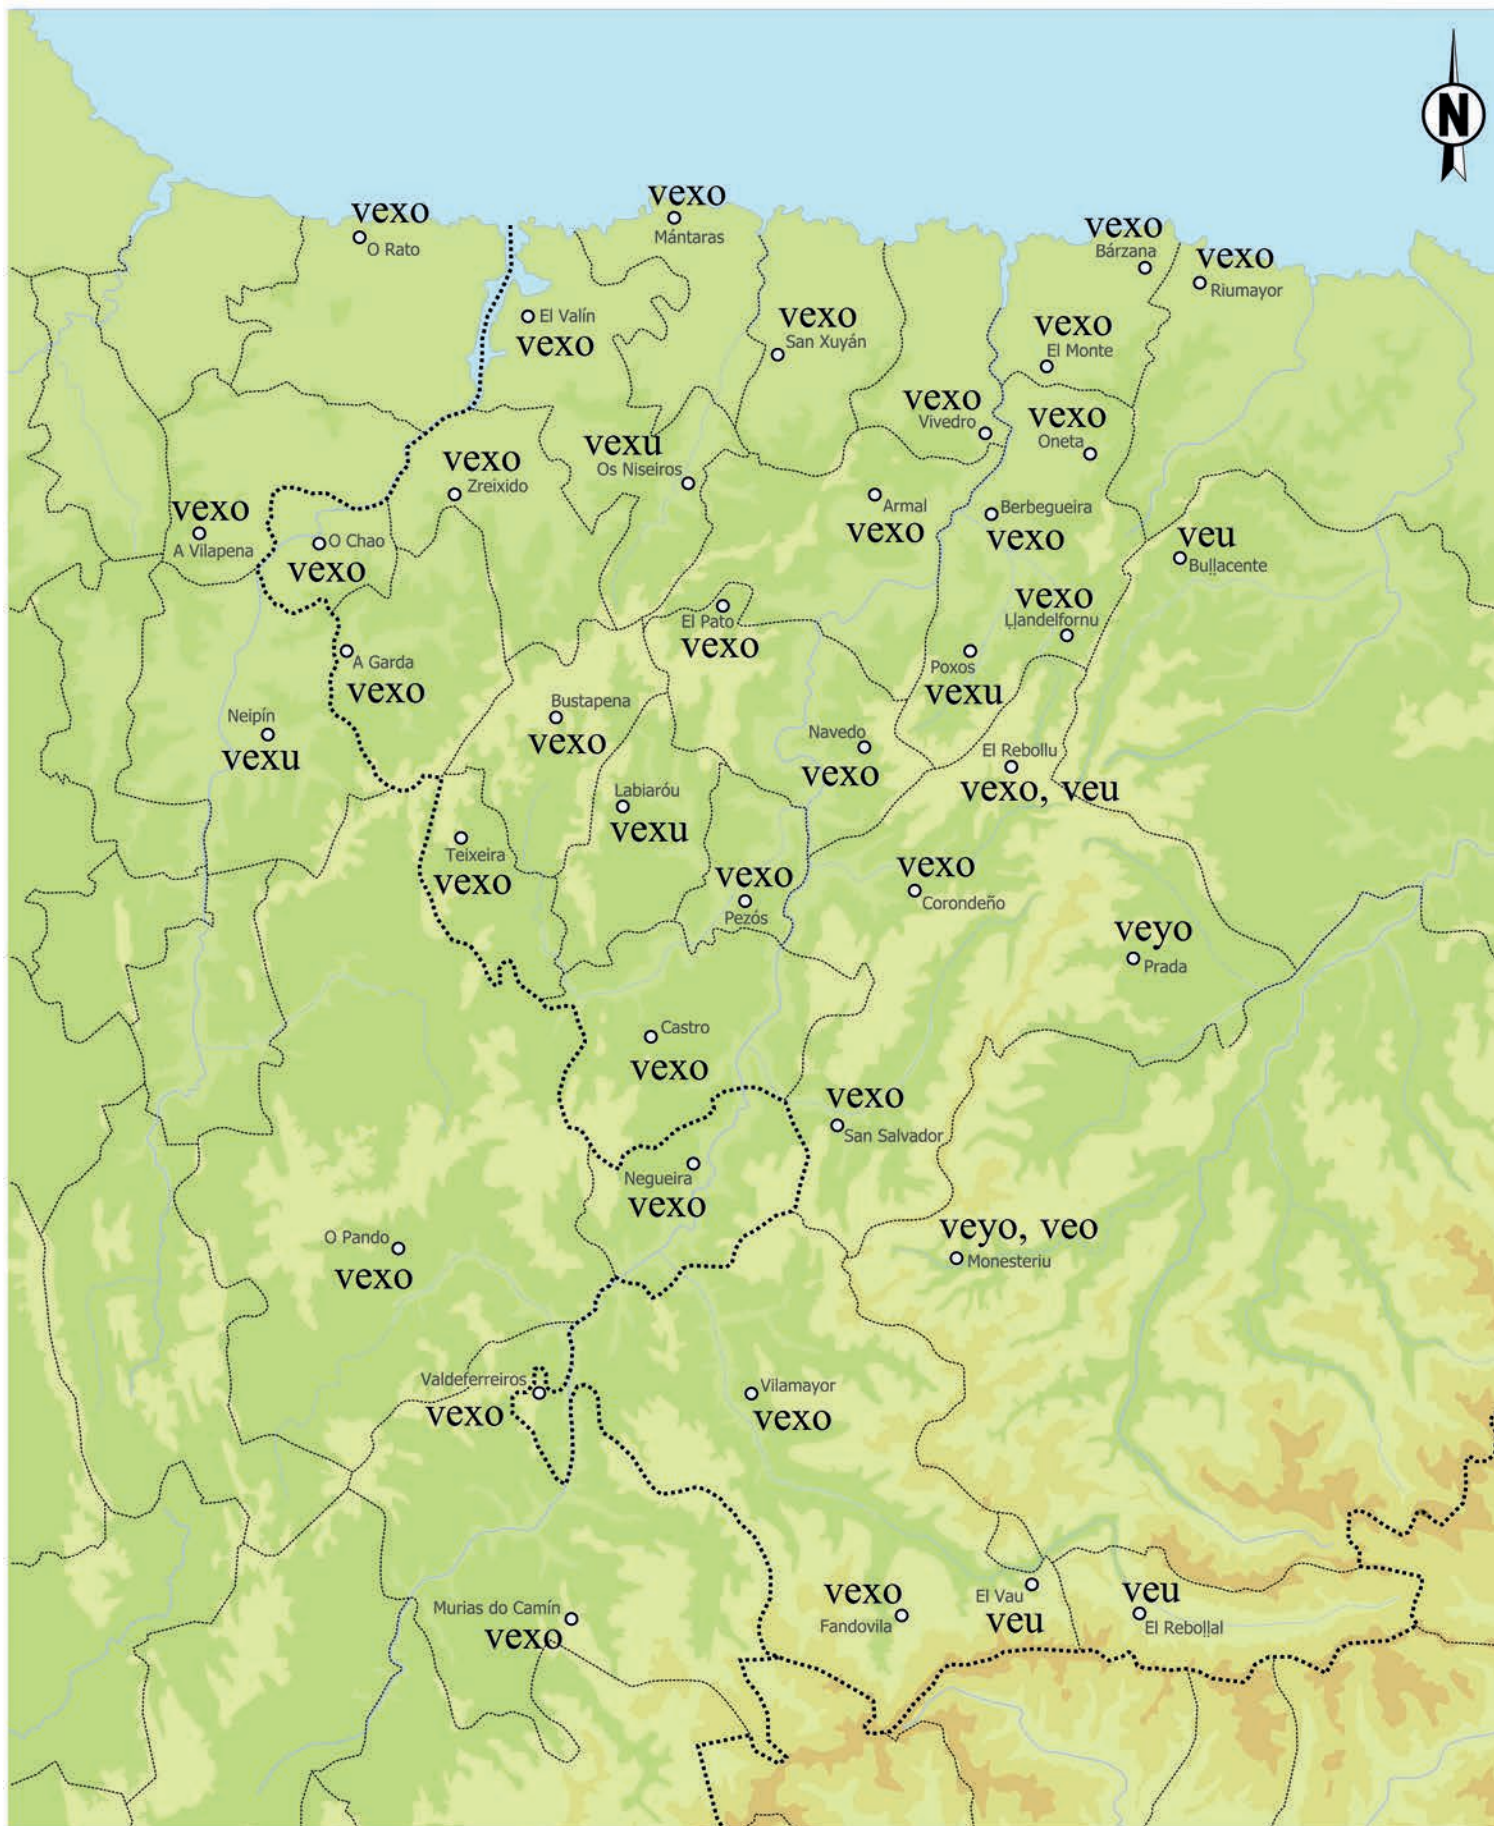 N
vexo
O Rato
vexo
Mántaras
vexo
Bárzana
vexo
Riumayor
El Valín
vexo
vexo
San Xuyán
vexo
El Monte
vexo
Vivedro
vexo
Oneta
vexu
Os Niseiros
vexo
Zreixido
vexo
A Vilapena
O Chao
vexo
Armal
vexo
Berbegueira
vexo
veu
Buḷḷacente
vexo
Ḷḷandelfornu
El Pato
vexo
A Garda
vexo
Poxos
vexu
Neipín
vexu
Bustapena
vexo
Navedo
vexo
El Rebollu
vexo, veu
Labiaróu
vexu
Teixeira
vexo
vexo
Pezós
vexo
Corondeño
veyo
Prada
Castro
vexo
vexo
San Salvador
Negueira
vexo
O Pando
vexo
veyo, veo
Monesteriu
Valdeferreiros
vexo
Vilamayor
vexo
Murias do Camín
vexo
vexo
Fandovila
El Vau
veu
veu
El Reboḷḷal